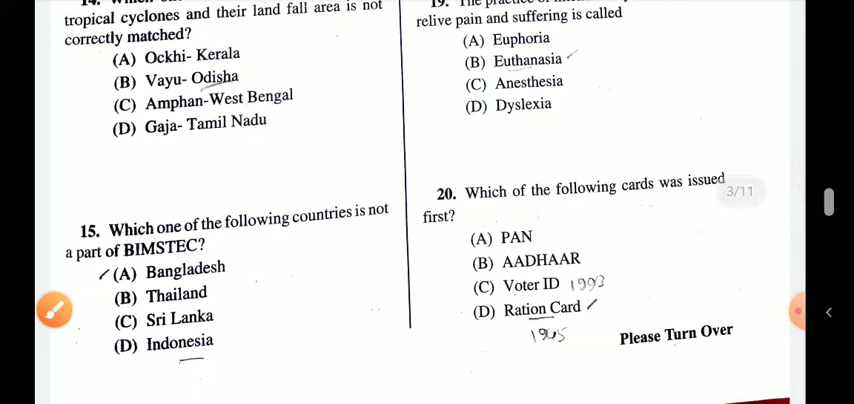 tropical cyclones and their land fall area is not
correctly matched?
(A) Ockhi- Kerala
(B) Vayu- Odisha
(C) Amphan-West Bengal
(D) Gaja- Tamil Nadu
15. Which one of the following countries is not
a part of BIMSTEC?
(A) Bangladesh
(B) Thailand
(C) Sri Lanka
(D) Indonesia
relive pain and suffering is called
(A) Euphoria
(B) Euthanasia
(C) Anesthesia
(D) Dyslexia
20. Which of the following cards was issued
first?
(A) PAN
(B) AADHAAR
(C) Voter ID 1993
(D) Ration Card
1945
Please Turn Over
3/11